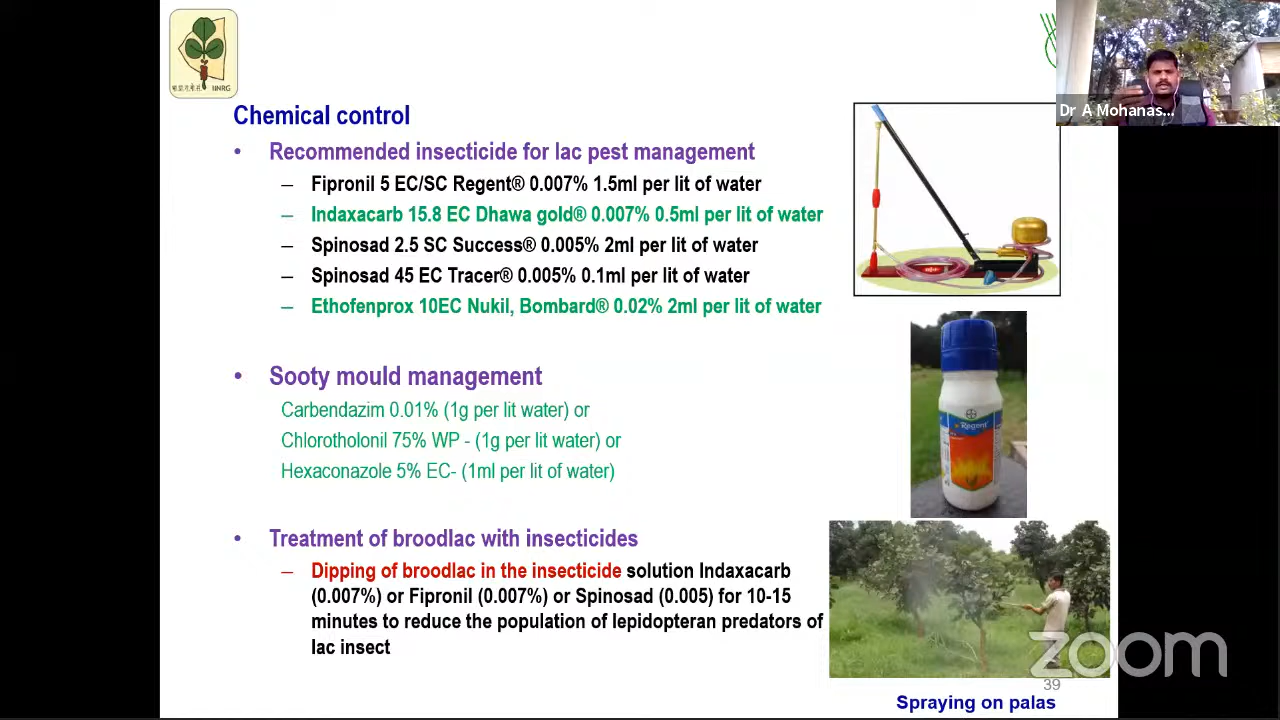 IINRG
Dr A Mohanas...
Chemical control
• Recommended insecticide for lac pest management
– Fipronil 5 EC/SC Regent® 0.007% 1.5ml per lit of water
– Indaxacarb 15.8 EC Dhawa gold® 0.007% 0.5ml per lit of water
– Spinosad 2.5 SC Success® 0.005% 2ml per lit of water
– Spinosad 45 EC Tracer® 0.005% 0.1ml per lit of water
– Ethofenprox 10EC Nukil, Bombard® 0.02% 2ml per lit of water
• Sooty mould management
Carbendazim 0.01% (1g per lit water) or
Chlorotholonil 75% WP - (1g per lit water) or
Hexaconazole 5% EC- (1ml per lit of water)
Regent
• Treatment of broodlac with insecticides
– Dipping of broodlac in the insecticide solution Indaxacarb
(0.007%) or Fipronil (0.007%) or Spinosad (0.005) for 10-15
minutes to reduce the population of lepidopteran predators of
lac insect
zoom
39
Spraying on palas